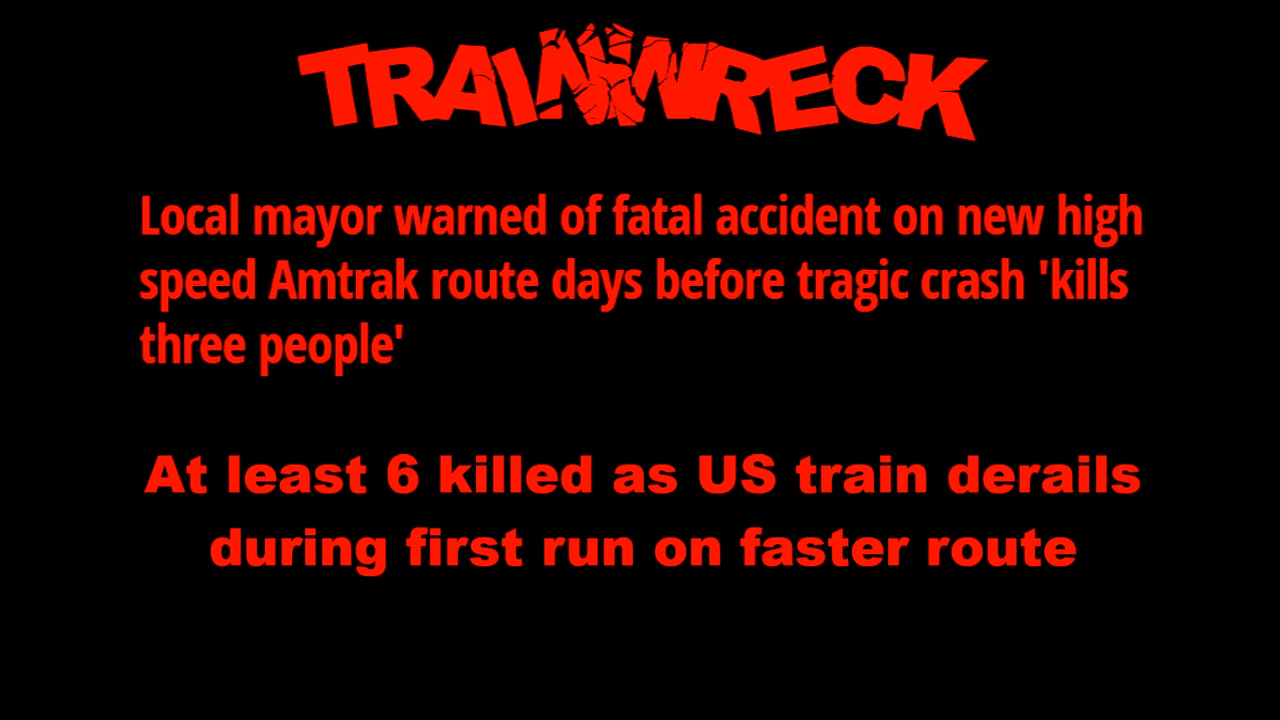 TRAINWRECK
Local mayor warned of fatal accident on new high
speed Amtrak route days before tragic crash 'kills
three people'
At least 6 killed as US train derails
during first run on faster route